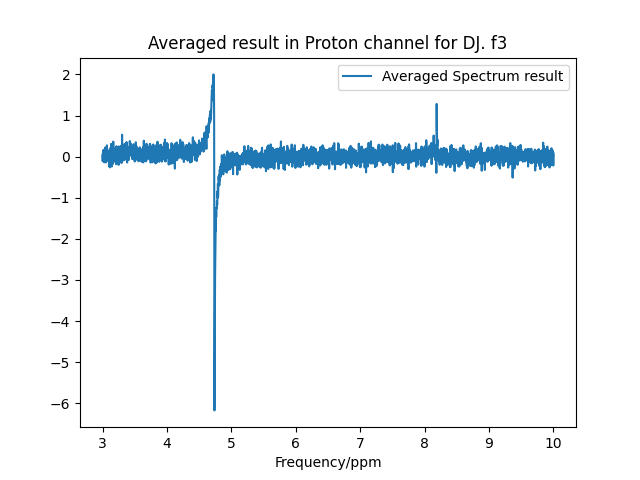 Averaged result in Proton channel for DJ. f3
Averaged Spectrum result
2
1
0
−1
−2
−3
−4
−5
−6
3 4 5 6 7 8 9 10
Frequency/ppm